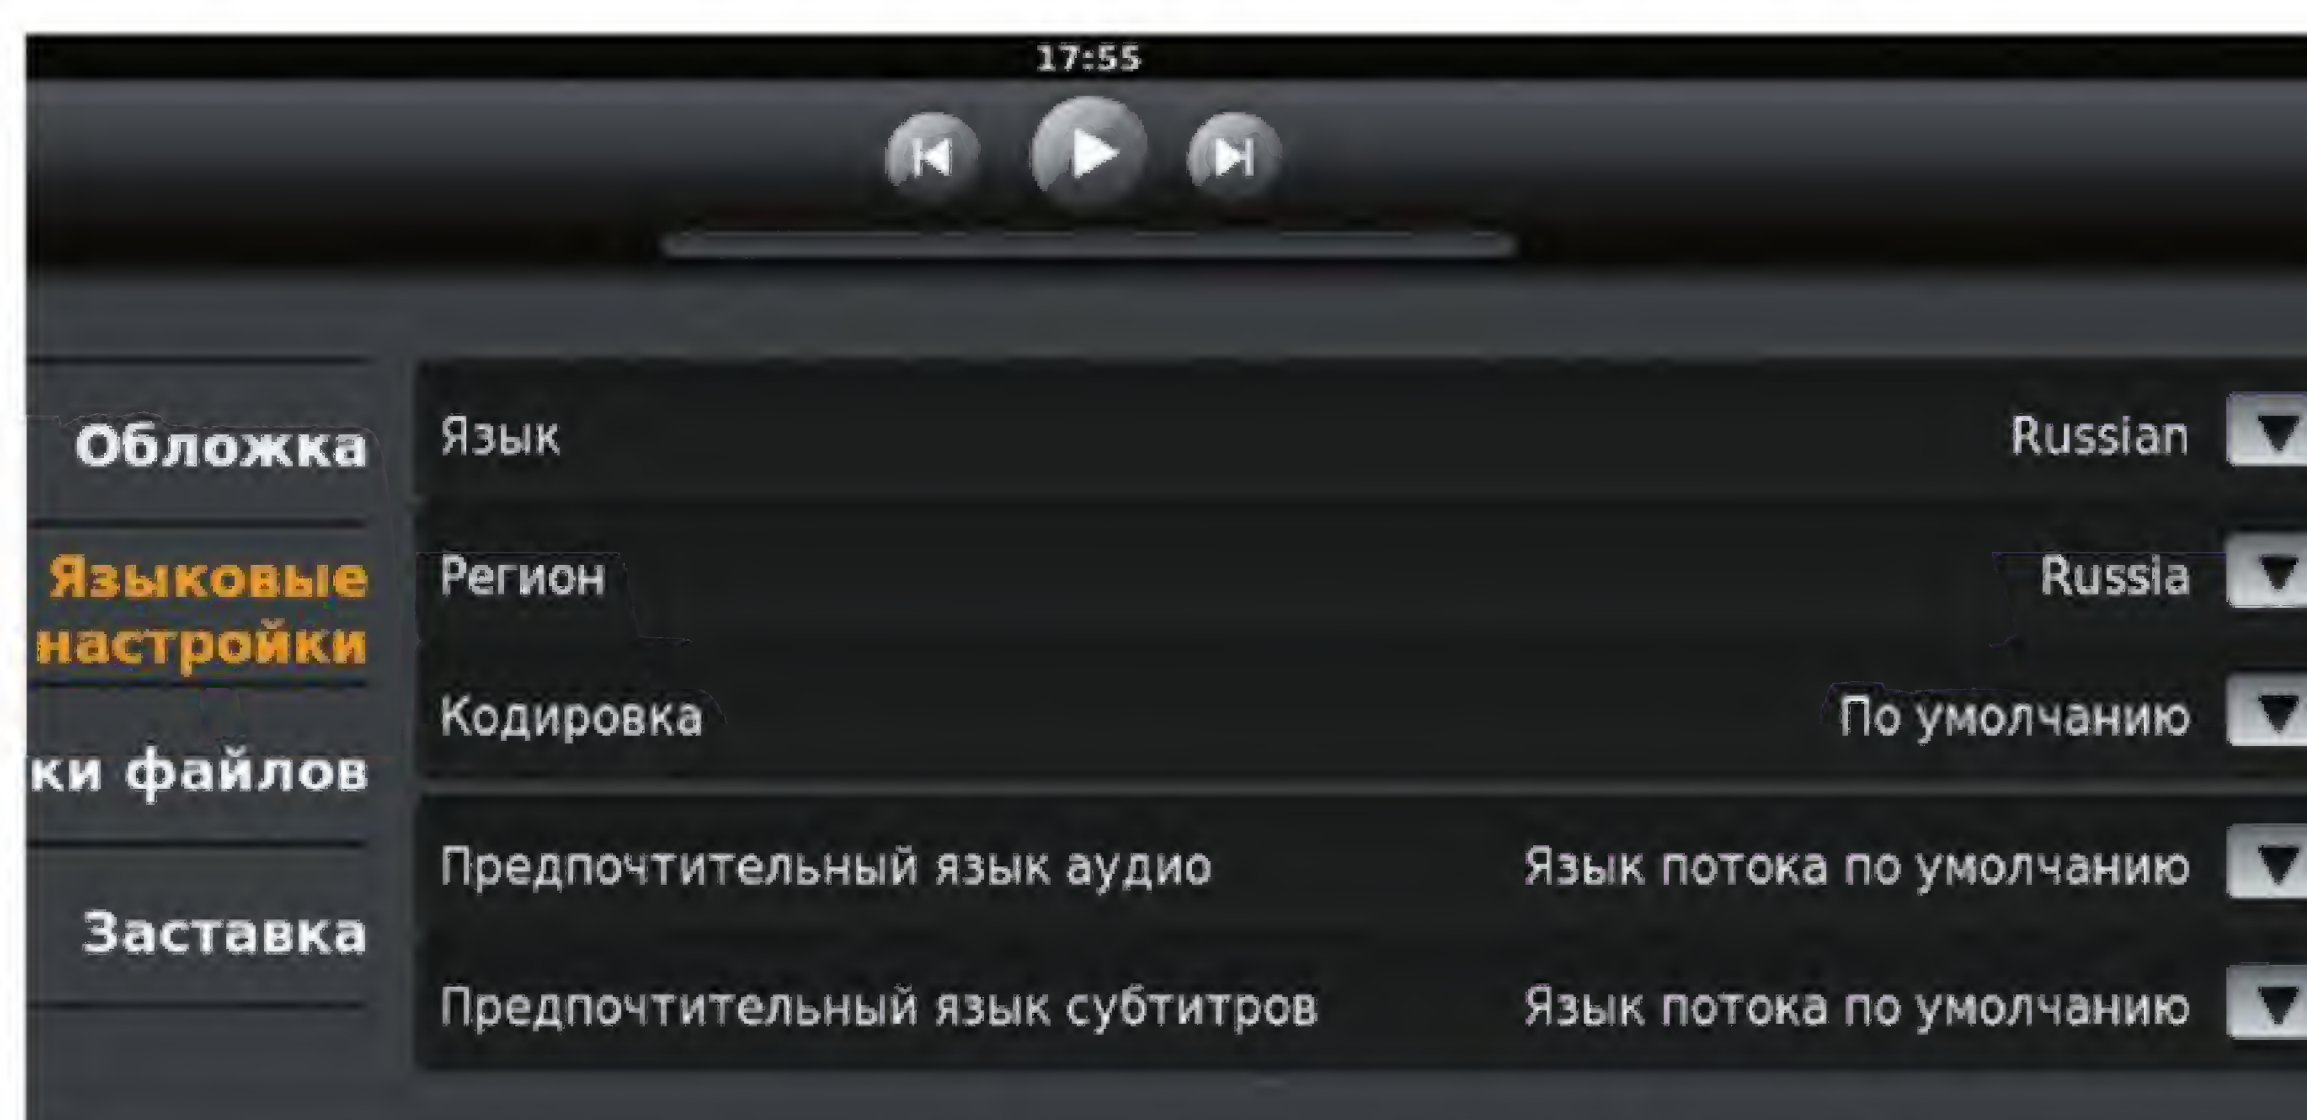 17:55
Обложка
Языковые
настройки
ки файлов
Заставка
Язык Russian
Регион Russia
Кодировка По умолчанию
Предпочтительный язык аудио Язык потока по умолчанию
Предпочтительный язык субтитров Язык потока по умолчанию